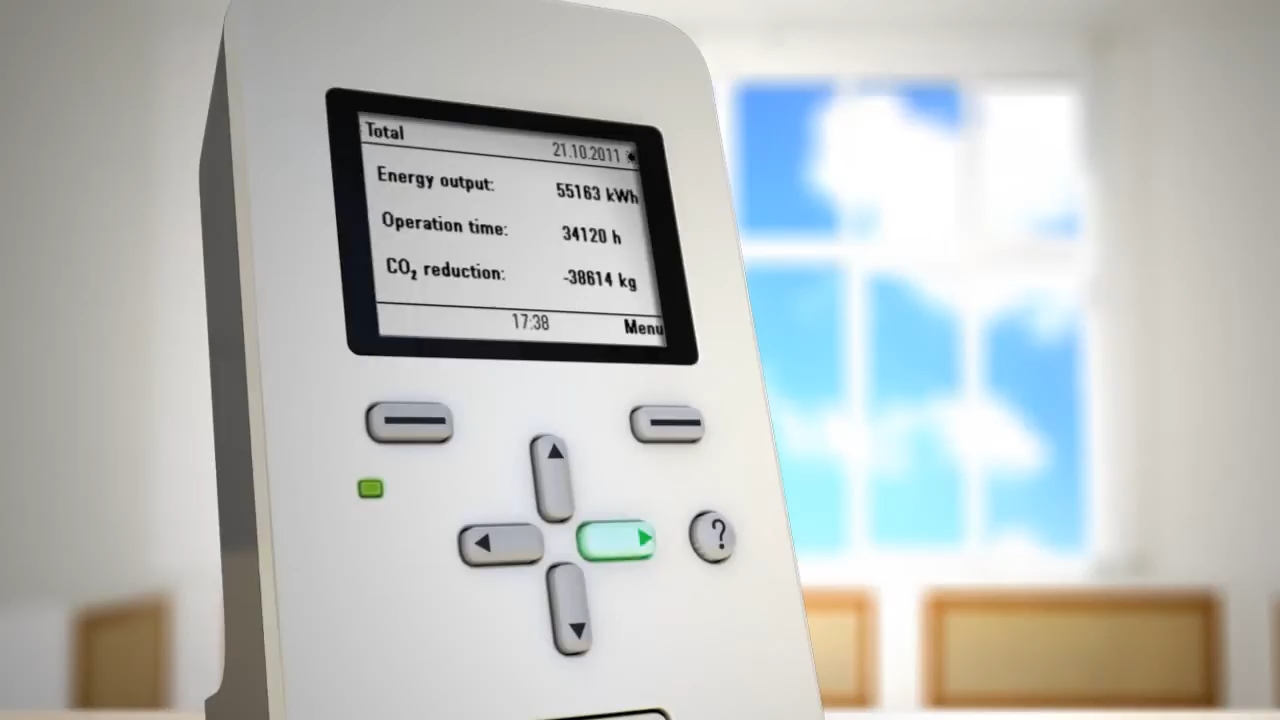 Total
21.10.2011
Energy output: 55163 kWh
Operation time: 34120 h
CO₂ reduction: -38614 kg
17:38 Menu
?